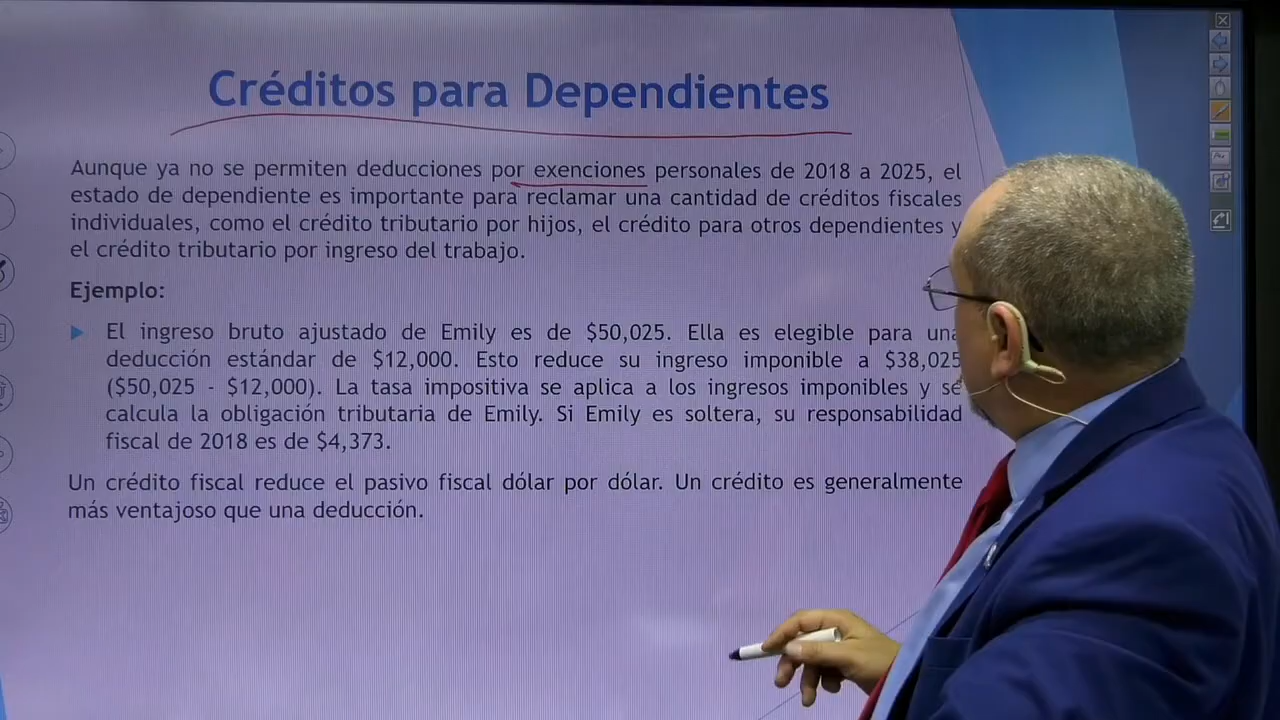 Créditos para Dependientes
Aunque ya no se permiten deducciones por exenciones personales de 2018 a 2025, el
estado de dependiente es importante para reclamar una cantidad de créditos fiscales
individuales, como el crédito tributario por hijos, el crédito para otros dependientes y
el crédito tributario por ingreso del trabajo.
Ejemplo:
El ingreso bruto ajustado de Emily es de $50,025. Ella es elegible para una
deducción estándar de $12,000. Esto reduce su ingreso imponible a $38,025
($50,025 - $12,000). La tasa impositiva se aplica a los ingresos imponibles y se
calcula la obligación tributaria de Emily. Si Emily es soltera, su responsabilidad
fiscal de 2018 es de $4,373.
Un crédito fiscal reduce el pasivo fiscal dólar por dólar. Un crédito es generalmente
más ventajoso que una deducción.